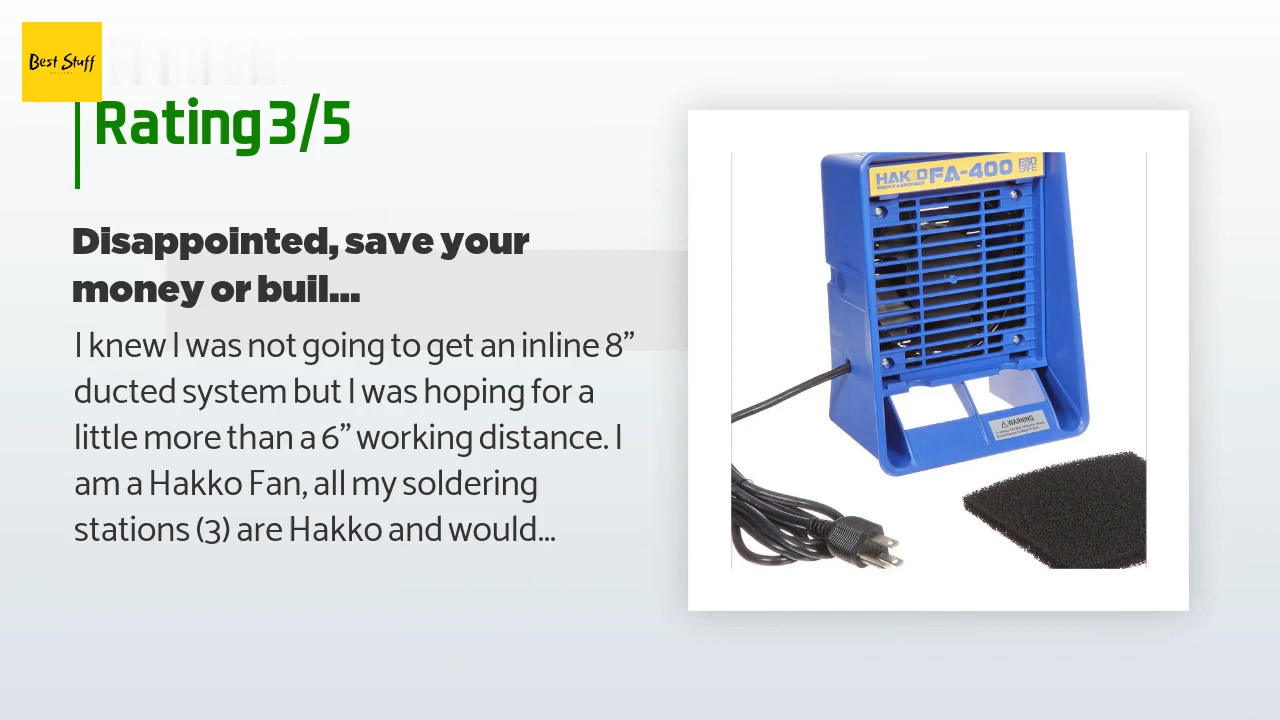 Best Stuff
Rating 3/5
Disappointed, save your
money or buil...
I knew I was not going to get an inline 8”
ducted system but I was hoping for a
little more than a 6” working distance. I
am a Hakko Fan, all my soldering
stations (3) are Hakko and would...
HAKKO FA-400 ESD SAFE
SMOKE ABSORBER
WARNING